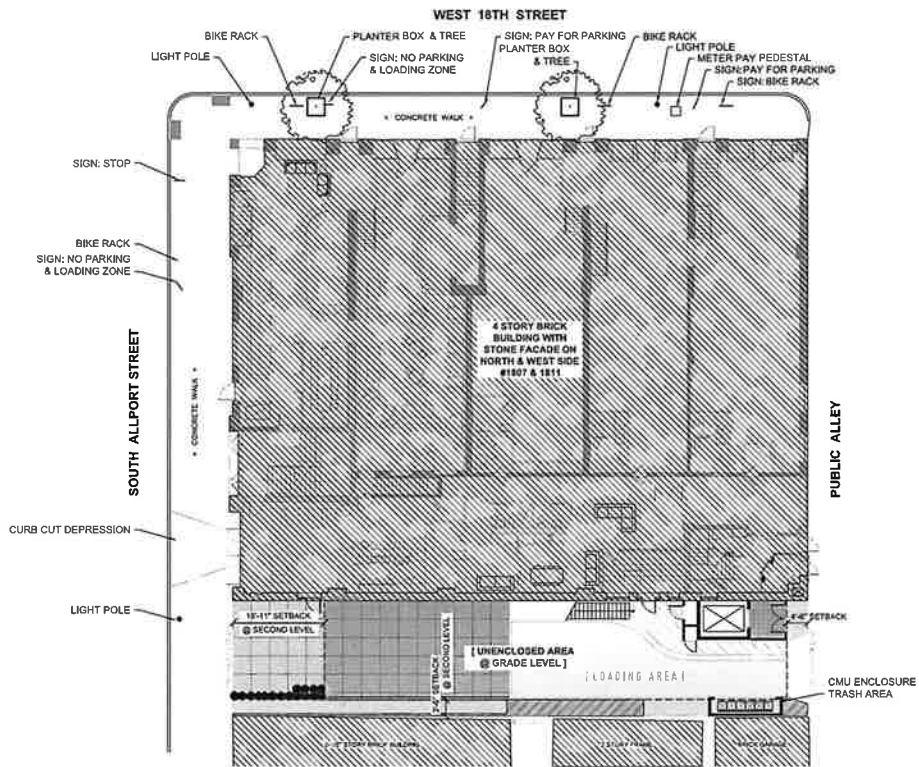 WEST 18TH STREET
BIKE RACK
PLANTER BOX & TREE
SIGN: PAY FOR PARKING
PLANTER BOX
& TREE
BIKE RACK
LIGHT POLE
LIGHT POLE
SIGN: NO PARKING
& LOADING ZONE
METER PAY PEDESTAL
SIGN:PAY FOR PARKING
SIGN: BIKE RACK
CONCRETE WALK
SIGN: STOP
BIKE RACK
SIGN: NO PARKING
& LOADING ZONE
4 STORY BRICK
BUILDING WITH
STONE FACADE ON
NORTH & WEST SIDE
#1807 & 1811
SOUTH ALLPORT STREET
CONCRETE WALK
PUBLIC ALLEY
CURB CUT DEPRESSION
LIGHT POLE
SETBACK
@ SECOND LEVEL
SETBACK
@ SECOND LEVEL
[ UNENCLOSED AREA
@ GRADE LEVEL ]
[ LOADING AREA ]
SETBACK
CMU ENCLOSURE
TRASH AREA
STORY BRICK BUILDING
STORY FRAME
BRICK GARAGE